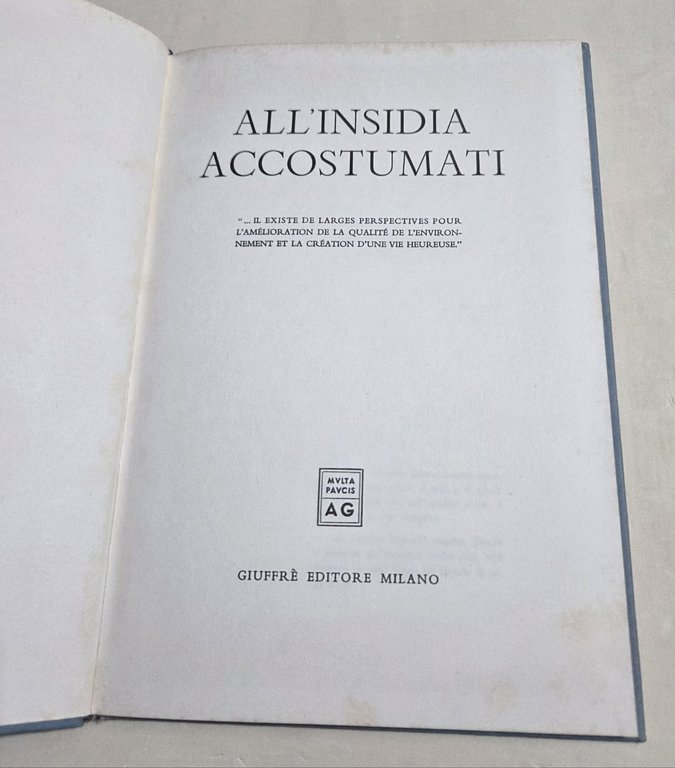 ALL'INSIDIA
ACCOSTUMATI
“... IL EXISTE DE LARGES PERSPECTIVES POUR
L'AMÉLIORATION DE LA QUALITÉ DE L'ENVIRON-
NEMENT ET LA CRÉATION D'UNE VIE HEUREUSE.”
MVLTA
PAVCIS
AG
GIUFFRÈ EDITORE MILANO